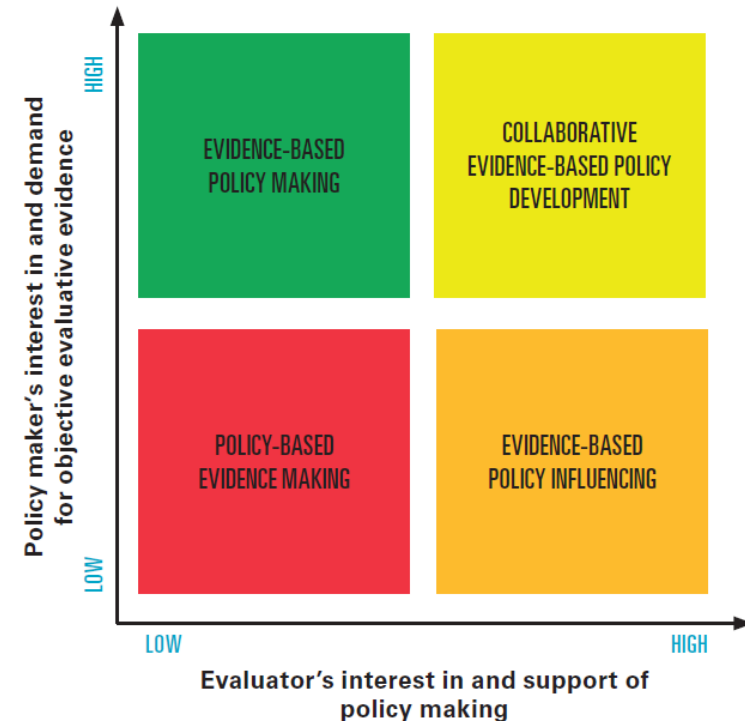 Policy maker's interest in and demand
for objective evaluative evidence
HIGH
LOW
EVIDENCE-BASED
POLICY MAKING
COLLABORATIVE
EVIDENCE-BASED POLICY
DEVELOPMENT
POLICY-BASED
EVIDENCE MAKING
EVIDENCE-BASED
POLICY INFLUENCING
LOW
HIGH
Evaluator's interest in and support of
policy making